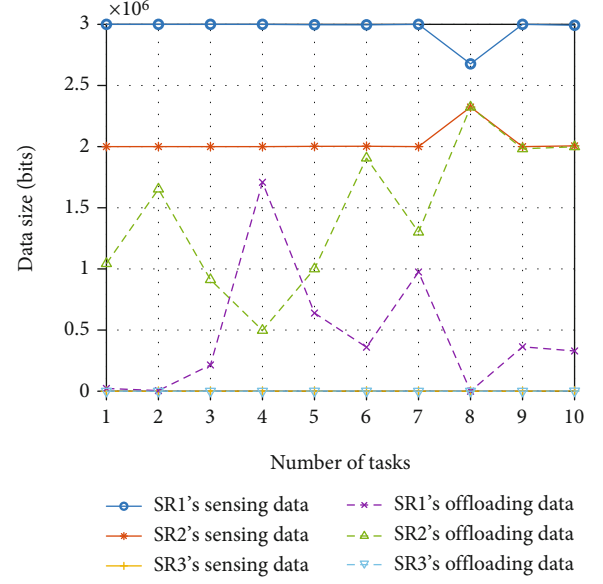 ×10⁶
3
2.5
2
1.5
1
0.5
0
Data size (bits)
1 2 3 4 5 6 7 8 9 10
Number of tasks
SR1's sensing data SR1's offloading data
SR2's sensing data SR2's offloading data
SR3's sensing data SR3's offloading data